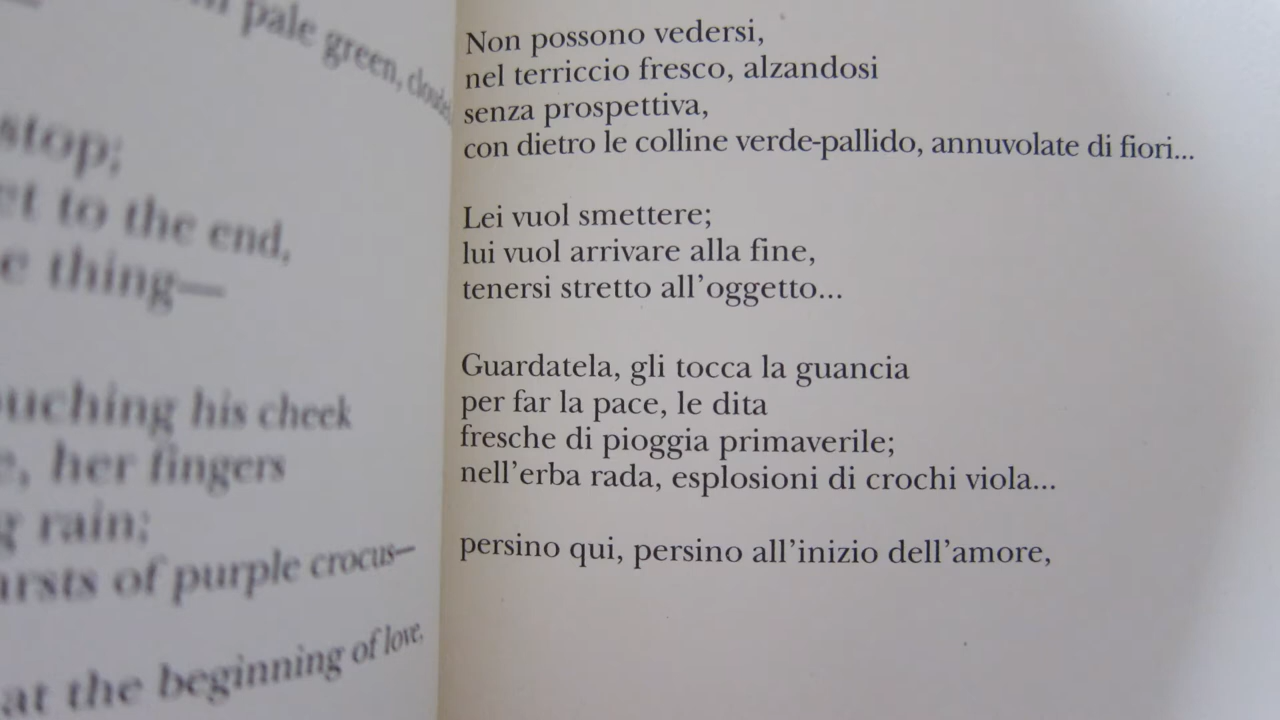 pale green,
stop;
to the end,
thing—
his cheek
her fingers
rain;
of purple crocus—
at the beginning of love,
Non possono vedersi,
nel terriccio fresco, alzandosi
senza prospettiva,
con dietro le colline verde-pallido, annuvolate di fiori...
Lei vuol smettere;
lui vuol arrivare alla fine,
tenersi stretto all'oggetto...
Guardatela, gli tocca la guancia
per far la pace, le dita
fresche di pioggia primaverile;
nell'erba rada, esplosioni di crochi viola...
persino qui, persino all'inizio dell'amore,